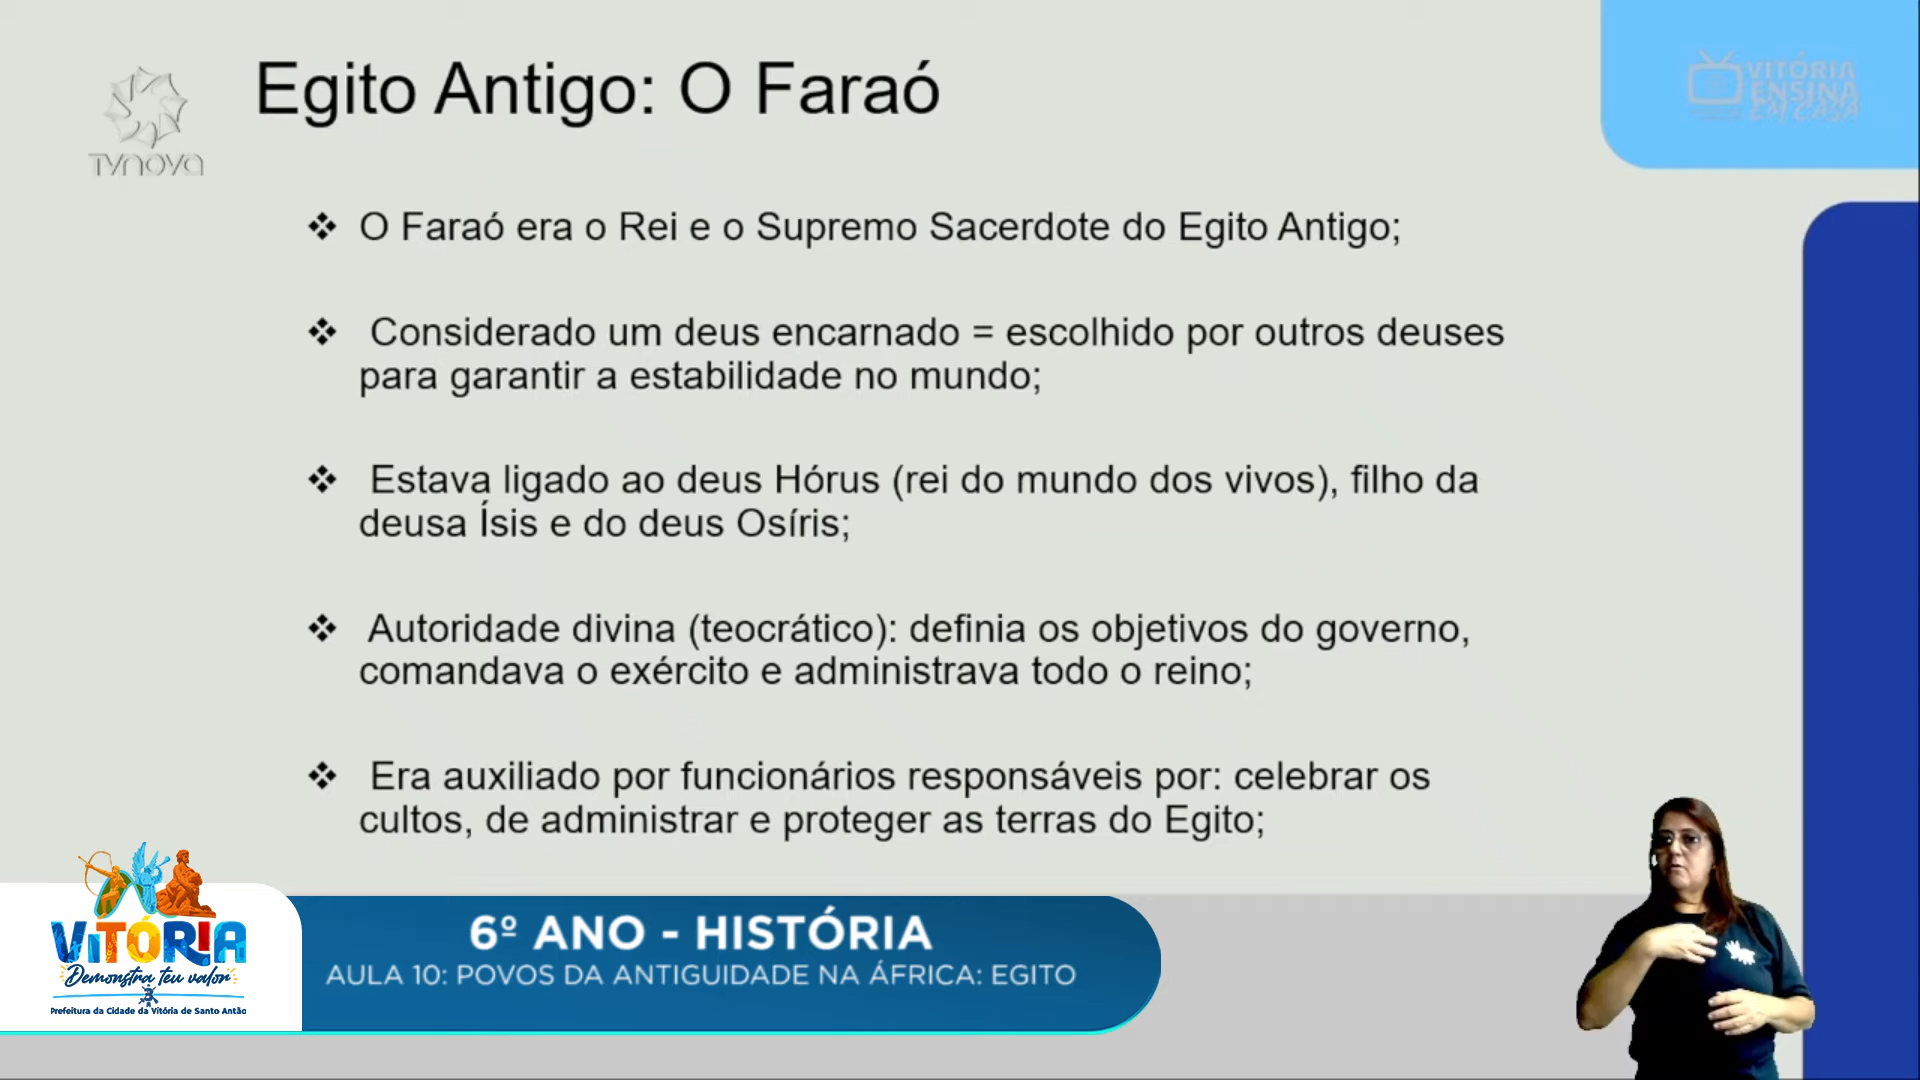 Egito Antigo: O Faraó
TVNOVA
VITÓRIA
ENSINA
EM CASA
❖ O Faraó era o Rei e o Supremo Sacerdote do Egito Antigo;
❖ Considerado um deus encarnado = escolhido por outros deuses
para garantir a estabilidade no mundo;
❖ Estava ligado ao deus Hórus (rei do mundo dos vivos), filho da
deusa Ísis e do deus Osíris;
❖ Autoridade divina (teocrático): definia os objetivos do governo,
comandava o exército e administrava todo o reino;
❖ Era auxiliado por funcionários responsáveis por: celebrar os
cultos, de administrar e proteger as terras do Egito;
VITÓRIA
Demonstra teu valor
Prefeitura da Cidade da Vitória de Santo Antão
6º ANO - HISTÓRIA
AULA 10: POVOS DA ANTIGUIDADE NA ÁFRICA: EGITO